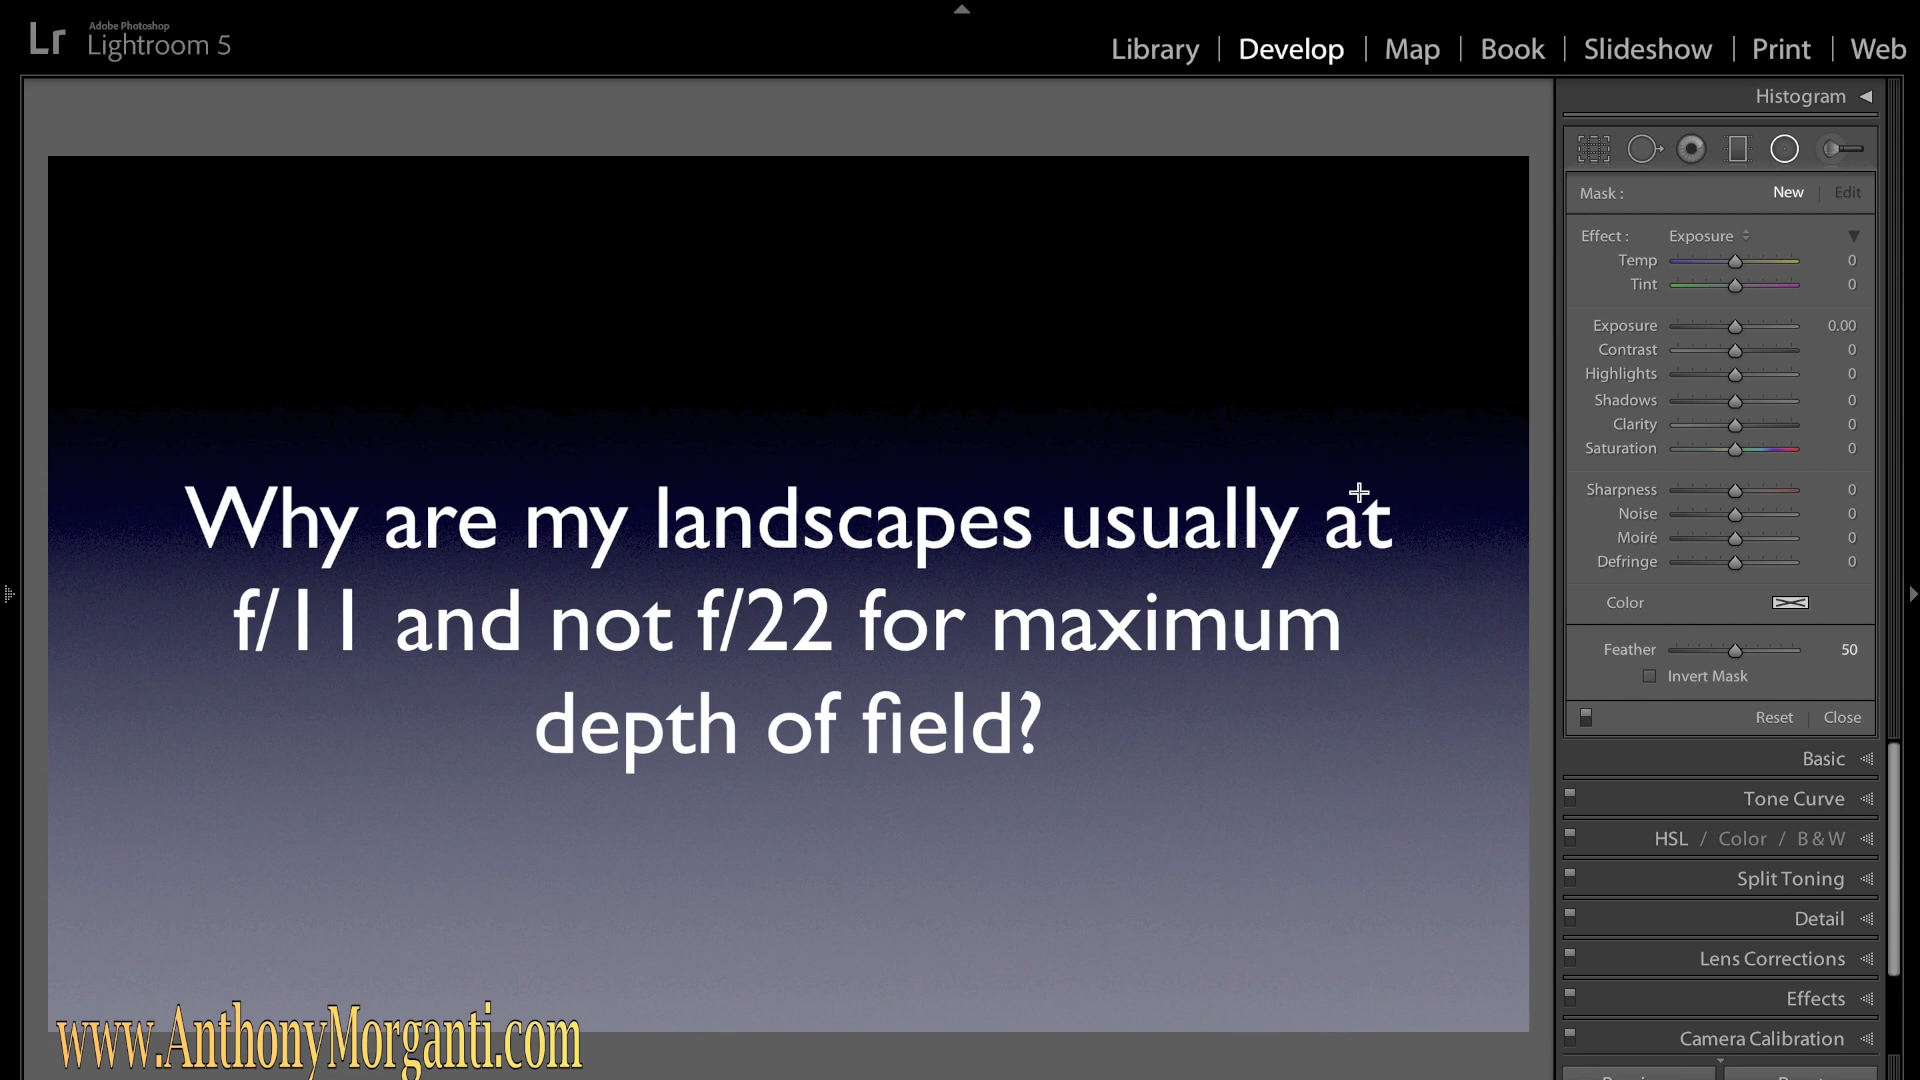 Lr Adobe Photoshop
Lightroom 5
Library | Develop | Map | Book | Slideshow | Print | Web
Histogram
Mask : New | Edit
Effect : Exposure
Temp 0
Tint 0
Exposure 0.00
Contrast 0
Highlights 0
Shadows 0
Clarity 0
Saturation 0
Sharpness 0
Noise 0
Moiré 0
Defringe 0
Color
Feather 50
Invert Mask
Reset | Close
Basic
Tone Curve
HSL / Color / B & W
Split Toning
Detail
Lens Corrections
Effects
Camera Calibration
Why are my landscapes usually at
f/11 and not f/22 for maximum
depth of field?
www.AnthonyMorganti.com